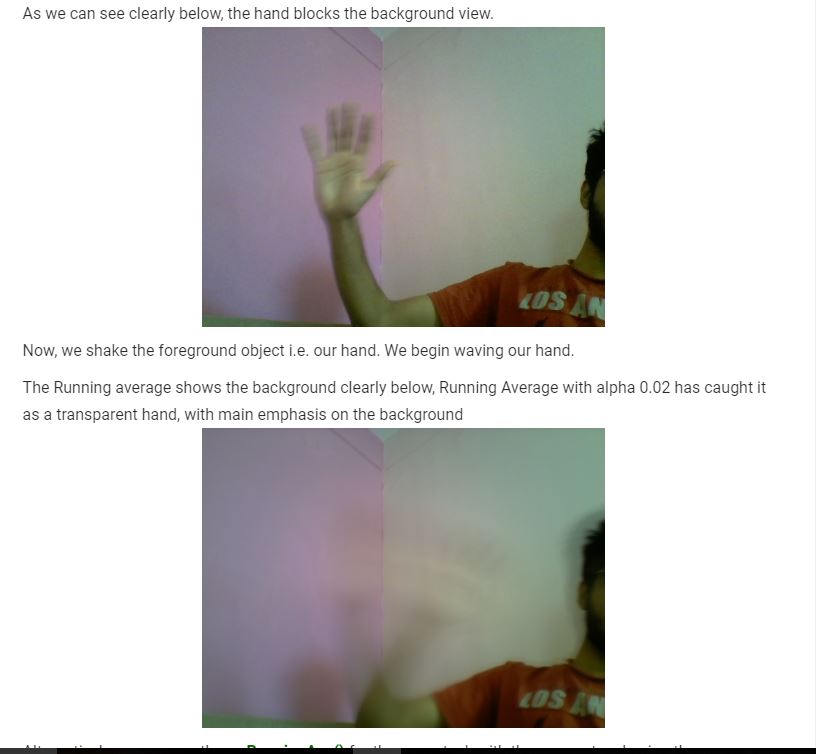 As we can see clearly below, the hand blocks the background view.
LOS AN
Now, we shake the foreground object i.e. our hand. We begin waving our hand.
The Running average shows the background clearly below, Running Average with alpha 0.02 has caught it
as a transparent hand, with main emphasis on the background
LOS AN